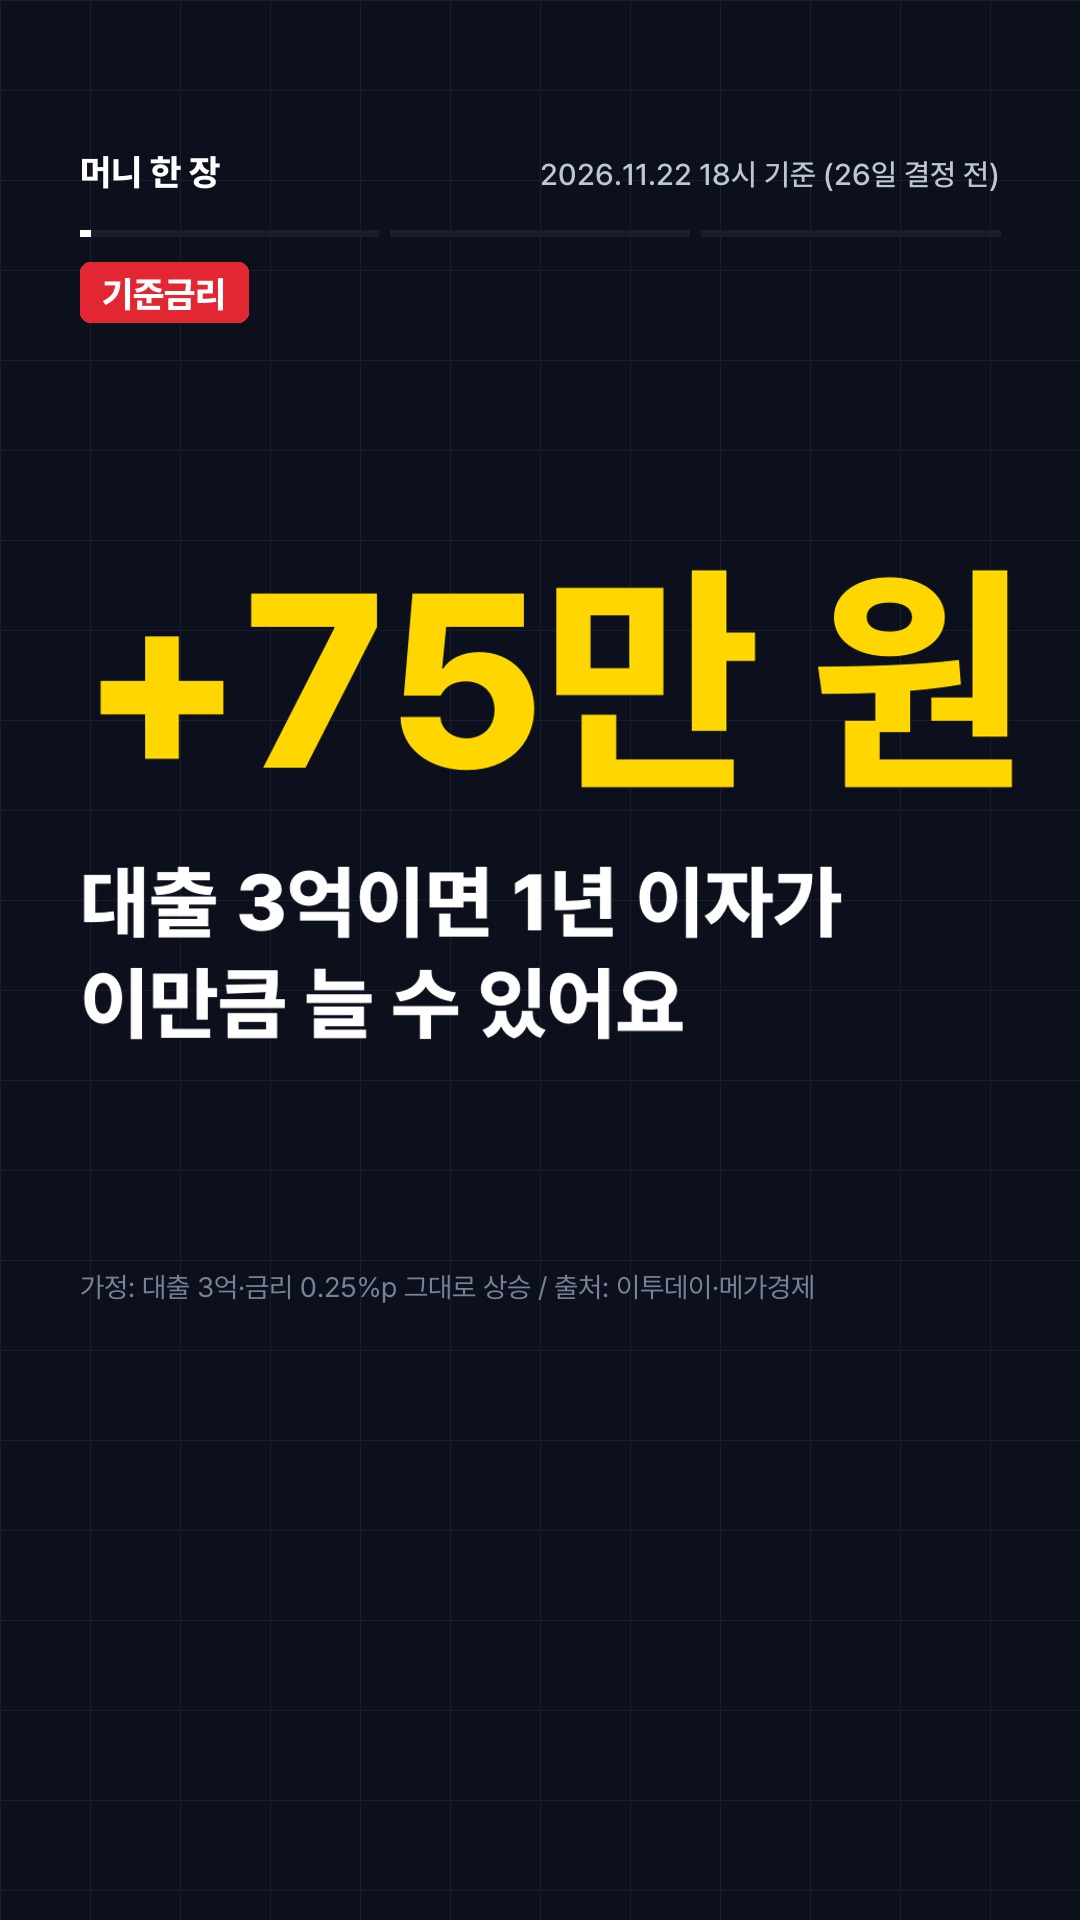 머니 한 장
2026.11.22 18시 기준 (26일 결정 전)
기준금리
+75만 원
대출 3억이면 1년 이자가
이만큼 늘 수 있어요
가정: 대출 3억·금리 0.25%p 그대로 상승 / 출처: 이투데이·메가경제